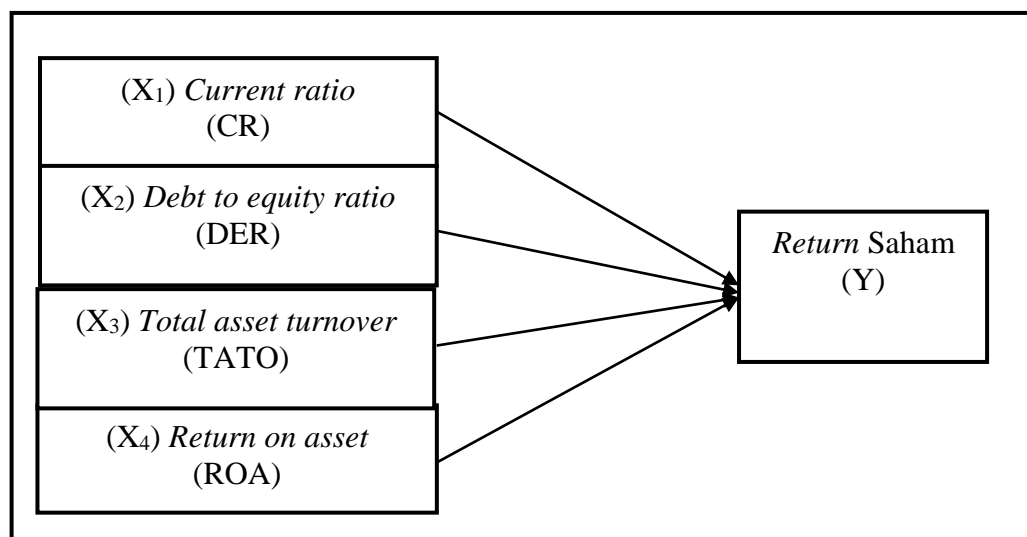 (X₁) Current ratio
(CR)
(X₂) Debt to equity ratio
(DER)
(X₃) Total asset turnover
(TATO)
(X₄) Return on asset
(ROA)
Return Saham
(Y)